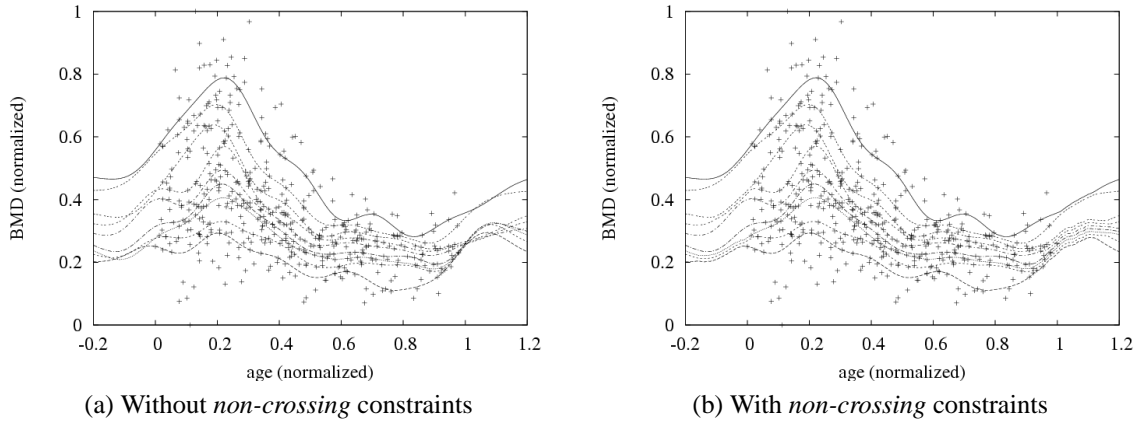 1
0.8
0.6
0.4
0.2
0
BMD (normalized)
-0.2 0 0.2 0.4 0.6 0.8 1 1.2
age (normalized)
(a) Without non-crossing constraints
1
0.8
0.6
0.4
0.2
0
BMD (normalized)
-0.2 0 0.2 0.4 0.6 0.8 1 1.2
age (normalized)
(b) With non-crossing constraints